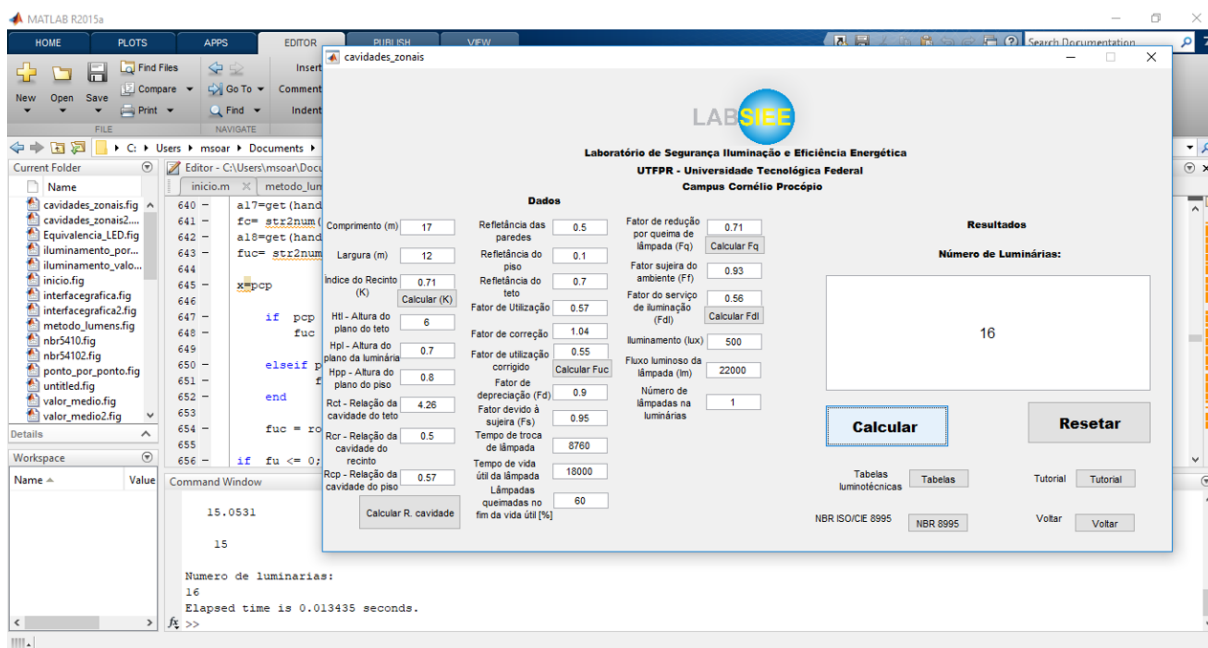 MATLAB R2015a
HOME PLOTS APPS EDITOR PUBLISH VIEW
Search Documentation
New Open Save
Find Files
Compare
Print
Go To
Find
Insert
Comment
Indent
FILE NAVIGATE
C: Users msoar Documents
Current Folder
Name
cavidades_zonais.fig
cavidades_zonais2....
Equivalencia_LED.fig
iluminamento_por...
iluminamento_valo...
inicio.fig
interfacegrafica.fig
interfacegrafica2.fig
metodo_lumens.fig
nbr5410.fig
nbr54102.fig
ponto_por_ponto.fig
untitled.fig
valor_medio.fig
valor_medio2.fig
Details
Workspace
Name Value
Editor - C:\Users\msoar\Docu
inicio.m metodo_lum
640 - a17=get(hand
641 - fc= str2num(
642 - a18=get(hand
643 - fuc= str2num
644
645 - x=pcp
646
647 - if pcp
648 - fuc
649
650 - elseif p
651 - f
652 - end
653
654 - fuc = ro
655
656 - if fu <= 0;
Command Window
15.0531
15
Numero de luminarias:
16
Elapsed time is 0.013435 seconds.
fx >>
cavidades_zonais
LABSIEE
Laboratório de Segurança Iluminação e Eficiência Energética
UTFPR - Universidade Tecnológica Federal
Campus Cornélio Procópio
Dados
Comprimento (m) 17
Largura (m) 12
Indice do Recinto (K) 0.71
Calcular (K)
Htl - Altura do plano do teto 6
Hpl - Altura do plano da luminária 0.7
Hpp - Altura do plano do piso 0.8
Rct - Relação da cavidade do teto 4.26
Rcr - Relação da cavidade do recinto 0.5
Rcp - Relação da cavidade do piso 0.57
Calcular R. cavidade
Refletância das paredes 0.5
Refletância do piso 0.1
Refletância do teto 0.7
Fator de Utilização 0.57
Fator de correção 1.04
Fator de utilização corrigido 0.55
Calcular Fuc
Fator de depreciação (Fd) 0.9
Fator devido à sujeira (Fs) 0.95
Tempo de troca de lâmpada 8760
Tempo de vida útil da lâmpada 18000
Lâmpadas queimadas no fim da vida útil [%] 60
Fator de redução por queima de lâmpada (Fq) 0.71
Calcular Fq
Fator sujeira do ambiente (Ff) 0.93
Fator do serviço de iluminação (Fdl) 0.56
Calcular Fdl
Iluminamento (lux) 500
Fluxo luminoso da lâmpada (lm) 22000
Número de lâmpadas na luminárias 1
Resultados
Número de Luminárias:
16
Calcular
Resetar
Tabelas luminotécnicas
Tabelas
Tutorial
Tutorial
NBR ISO/CIE 8995
NBR 8995
Voltar
Voltar